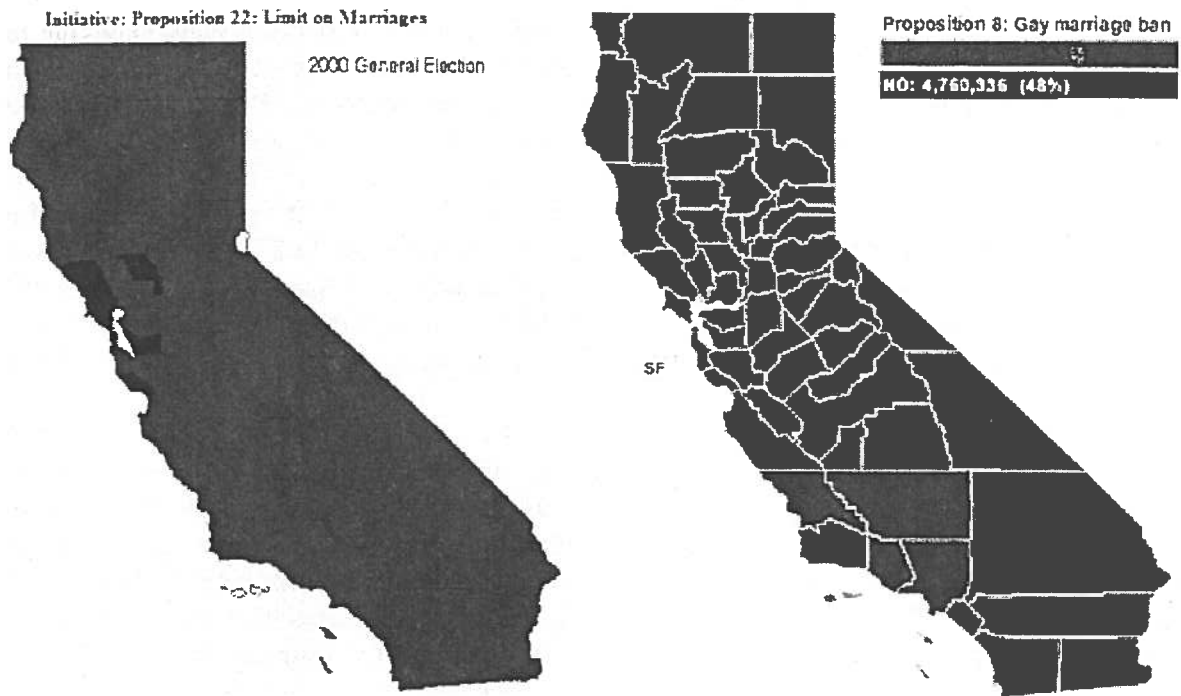 Initiative: Proposition 22: Limit on Marriages
2000 General Election
Proposition 8: Gay marriage ban
NO: 4,760,336 (48%)
SF